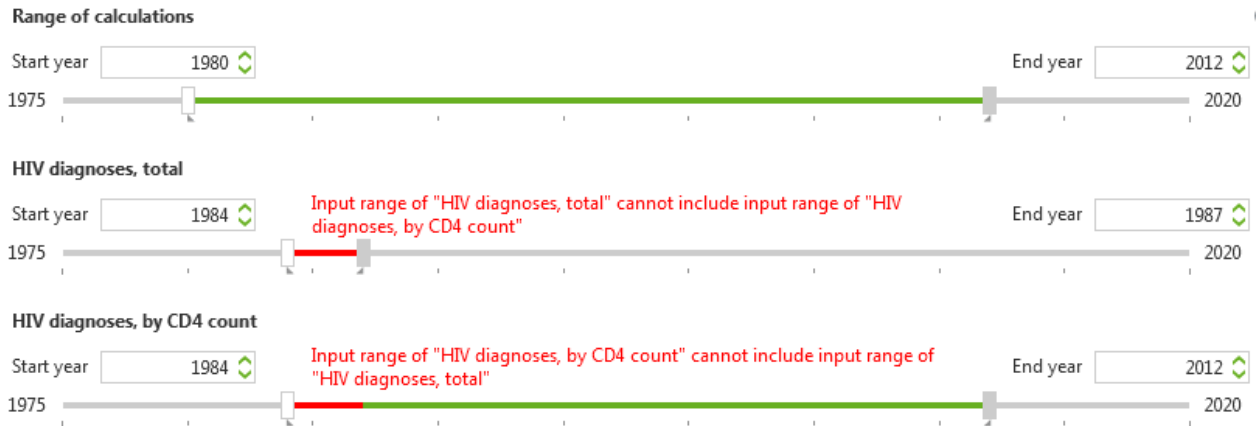 Range of calculations
Start year 1980 End year 2012
1975 2020
HIV diagnoses, total
Input range of "HIV diagnoses, total" cannot include input range of "HIV
Start year 1984 End year 1987
diagnoses, by CD4 count"
1975 2020
HIV diagnoses, by CD4 count
Input range of "HIV diagnoses, by CD4 count" cannot include input range of
Start year 1984 End year 2012
"HIV diagnoses, total"
1975 2020